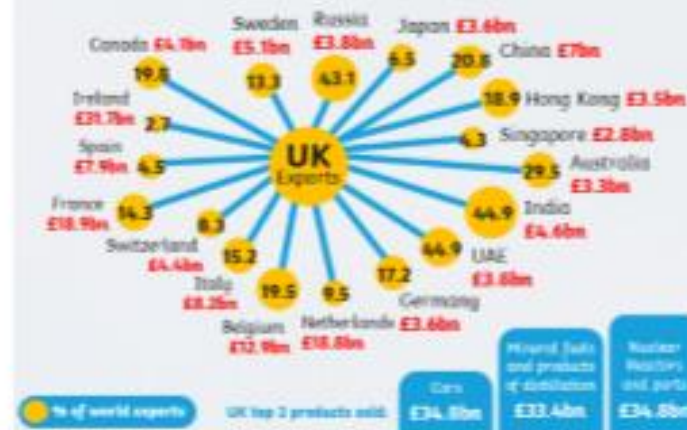 Sweden
£5.1bn
13.3
Russia
£3.8bn
43.1
Japan £3.6bn
6.5
China £7bn
20.8
18.9 Hong Kong £3.5bn
4.3 Singapore £2.8bn
29.5 Australia
£3.3bn
44.9 India
£4.6bn
44.9 UAE
£3.8bn
17.2
Germany
£3.6bn
9.5
Netherlands
£18.8bn
19.5
Belgium
£12.9bn
15.2
Italy
£8.2bn
8.3
Switzerland
£4.4bn
14.3
France
£18.9bn
4.5
Spain
£7.9bn
2.7
Ireland
£31.7bn
19.8
Canada £4.7bn
UK
Exports
% of world exports
UK top 3 products sold:
Cars
£34.8bn
Mineral fuels
and products
of distillation
£33.4bn
Nuclear
Reactors
and parts
£34.8bn